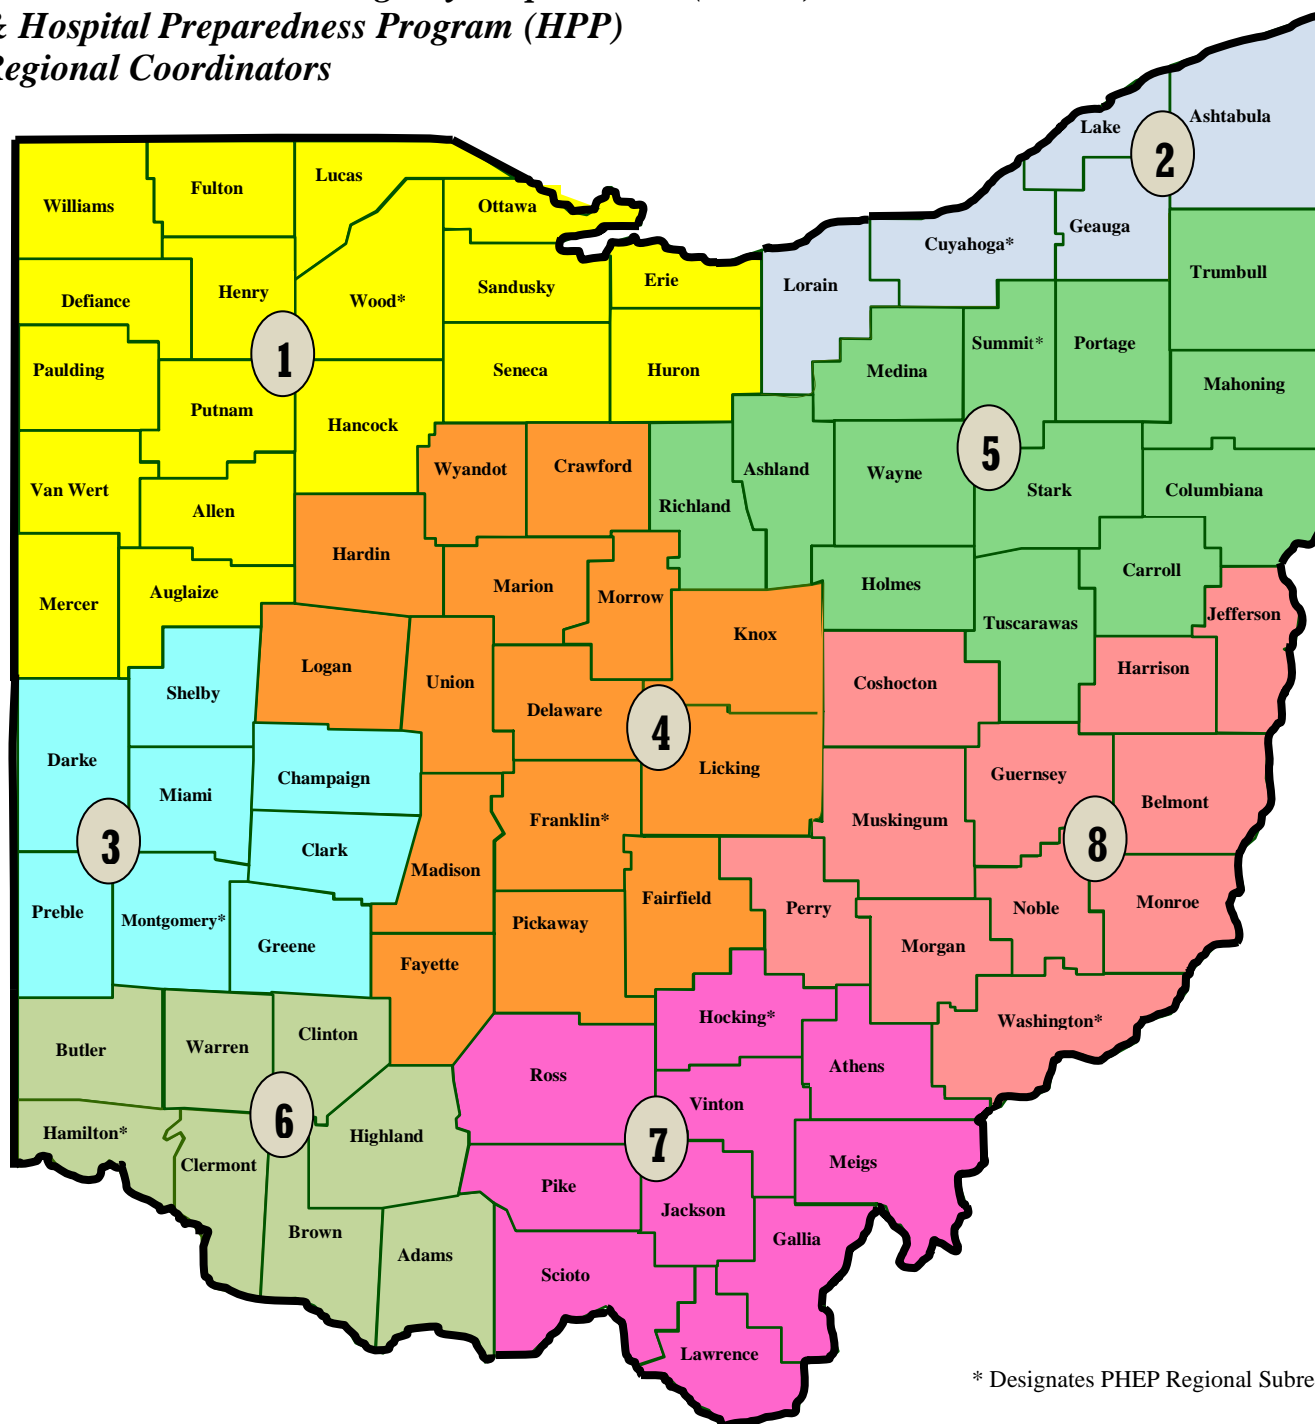 & Hospital Preparedness Program (HPP)
Regional Coordinators
Lake
Ashtabula
2
Williams
Fulton
Lucas
Ottawa
Cuyahoga*
Geauga
Trumbull
Defiance
Henry
Wood*
Sandusky
Erie
Lorain
1
Paulding
Putnam
Hancock
Seneca
Huron
Medina
Summit*
Portage
Mahoning
Van Wert
Allen
Wyandot
Crawford
Richland
Ashland
Wayne
5
Stark
Columbiana
Mercer
Auglaize
Hardin
Marion
Morrow
Knox
Holmes
Tuscarawas
Carroll
Jefferson
Shelby
Logan
Union
Delaware
4
Coshocton
Harrison
Darke
Miami
Champaign
Licking
Guernsey
Belmont
3
Clark
Madison
Franklin*
Muskingum
8
Preble
Montgomery*
Greene
Fayette
Pickaway
Fairfield
Perry
Morgan
Noble
Monroe
Butler
Warren
Clinton
Ross
Hocking*
Athens
Washington*
6
Hamilton*
Clermont
Highland
Vinton
7
Meigs
Pike
Jackson
Brown
Adams
Scioto
Gallia
Lawrence
* Designates PHEP Regional Subre